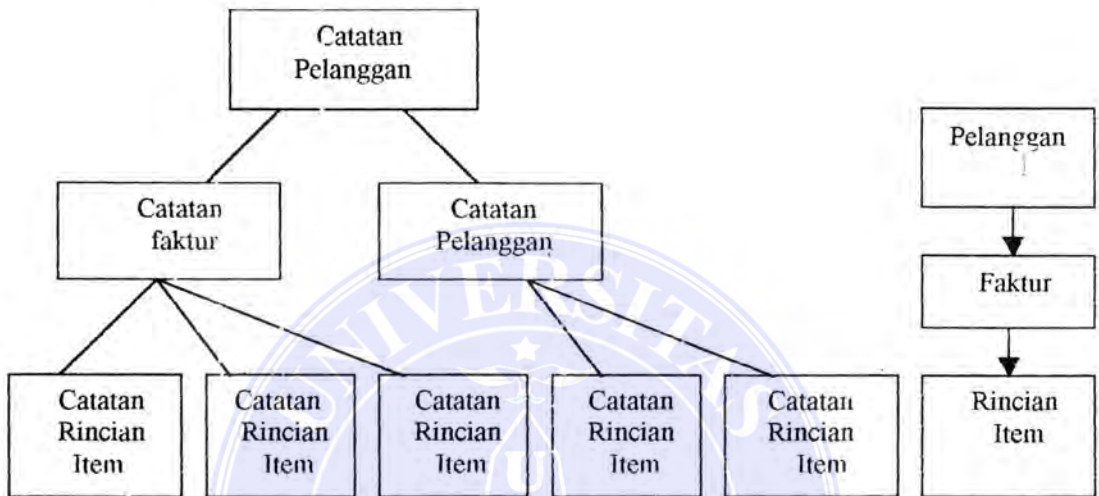 Catatan
Pelanggan
Pelanggan
Catatan
faktur
Catatan
Pelanggan
Faktur
Catatan
Rincian
Item
Catatan
Rincian
Item
Catatan
Rincian
Item
Catatan
Rincian
Item
Catatan
Rincian
Item
Rincian
Item
UNIVERSITAS
U